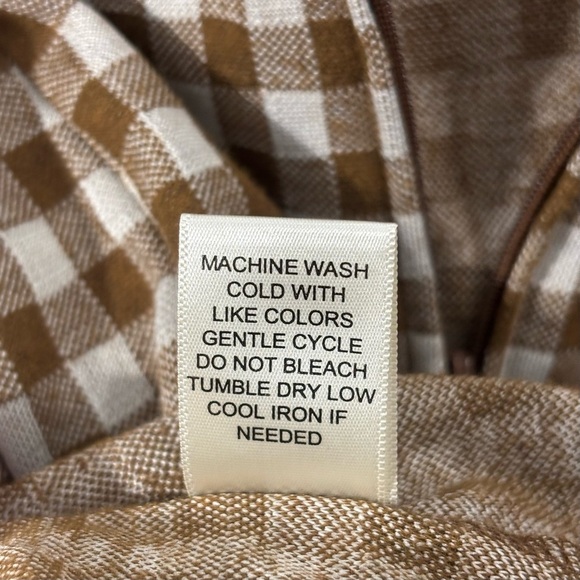 MACHINE WASH
COLD WITH
LIKE COLORS
GENTLE CYCLE
DO NOT BLEACH
TUMBLE DRY LOW
COOL IRON IF
NEEDED